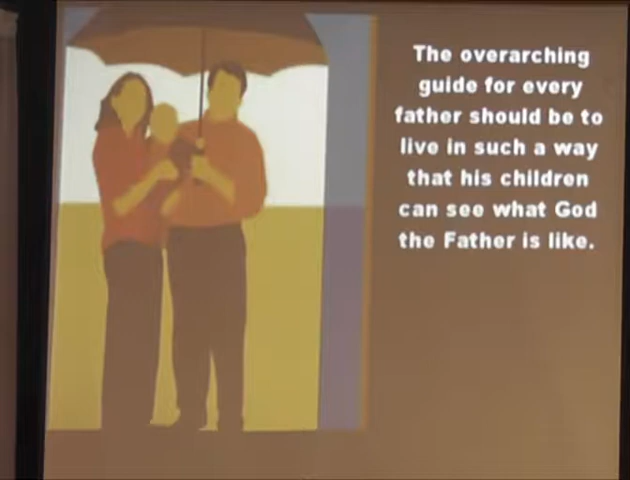 The overarching
guide for every
father should be to
live in such a way
that his children
can see what God
the Father is like.